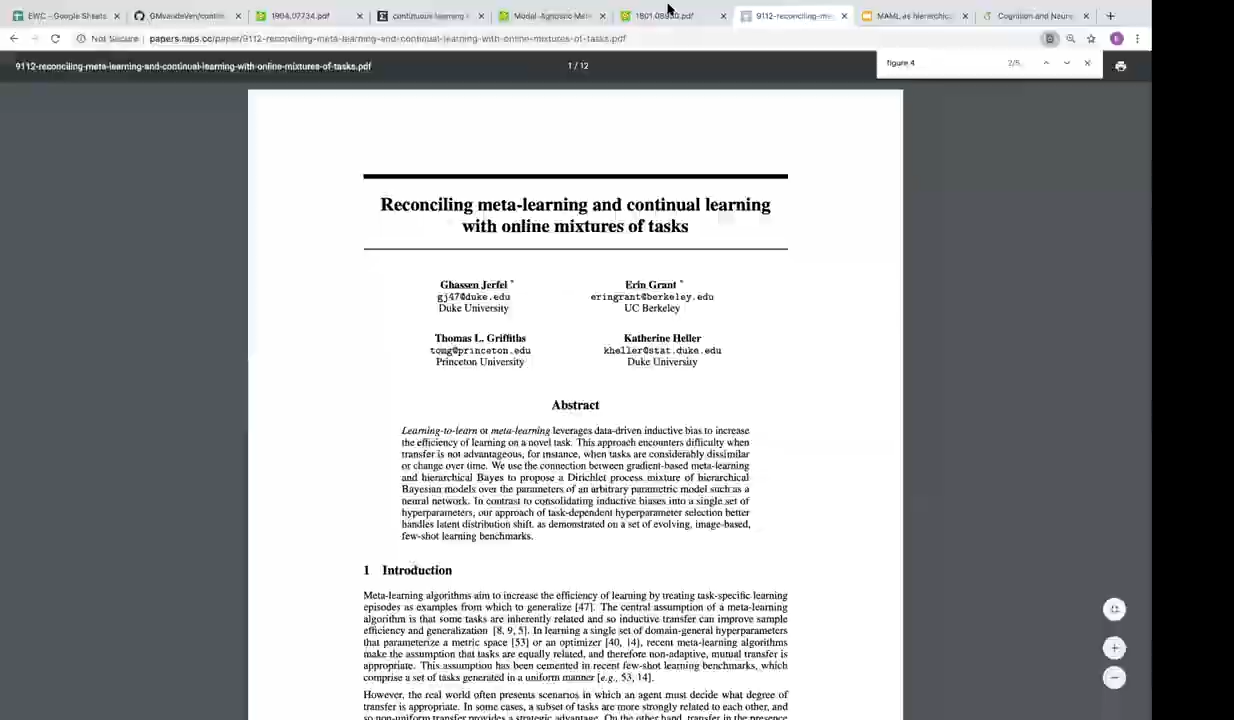 EWC - Google Sheets
GMvandeVen/contin
1904.07734.pdf
continuous learning
Model-Agnostic Met
1801.08930.pdf
9112-reconciling-me
MAML as hierarchic
Cognition and Neur
Not Secure papers.nips.cc/paper/9112-reconciling-meta-learning-and-continual-learning-with-online-mixtures-of-tasks.pdf
9112-reconciling-meta-learning-and-continual-learning-with-online-mixtures-of-tasks.pdf
1 / 12
figure 4
2/5
Reconciling meta-learning and continual learning
with online mixtures of tasks
Ghassen Jerfel * Erin Grant *
gj47@duke.edu eringrant@berkeley.edu
Duke University UC Berkeley
Thomas L. Griffiths Katherine Heller
tomg@princeton.edu kheller@stat.duke.edu
Princeton University Duke University
Abstract
Learning-to-learn or meta-learning leverages data-driven inductive bias to increase
the efficiency of learning on a novel task. This approach encounters difficulty when
transfer is not advantageous, for instance, when tasks are considerably dissimilar
or change over time. We use the connection between gradient-based meta-learning
and hierarchical Bayes to propose a Dirichlet process mixture of hierarchical
Bayesian models over the parameters of an arbitrary parametric model such as a
neural network. In contrast to consolidating inductive biases into a single set of
hyperparameters, our approach of task-dependent hyperparameter selection better
handles latent distribution shift, as demonstrated on a set of evolving, image-based,
few-shot learning benchmarks.
1 Introduction
Meta-learning algorithms aim to increase the efficiency of learning by treating task-specific learning
episodes as examples from which to generalize [47]. The central assumption of a meta-learning
algorithm is that some tasks are inherently related and so inductive transfer can improve sample
efficiency and generalization [8, 9, 5]. In learning a single set of domain-general hyperparameters
that parameterize a metric space [53] or an optimizer [40, 14], recent meta-learning algorithms
make the assumption that tasks are equally related, and therefore non-adaptive, mutual transfer is
appropriate. This assumption has been cemented in recent few-shot learning benchmarks, which
comprise a set of tasks generated in a uniform manner [e.g., 53, 14].
However, the real world often presents scenarios in which an agent must decide what degree of
transfer is appropriate. In some cases, a subset of tasks are more strongly related to each other, and
so non-uniform transfer provides a strategic advantage. On the other hand, transfer in the presence